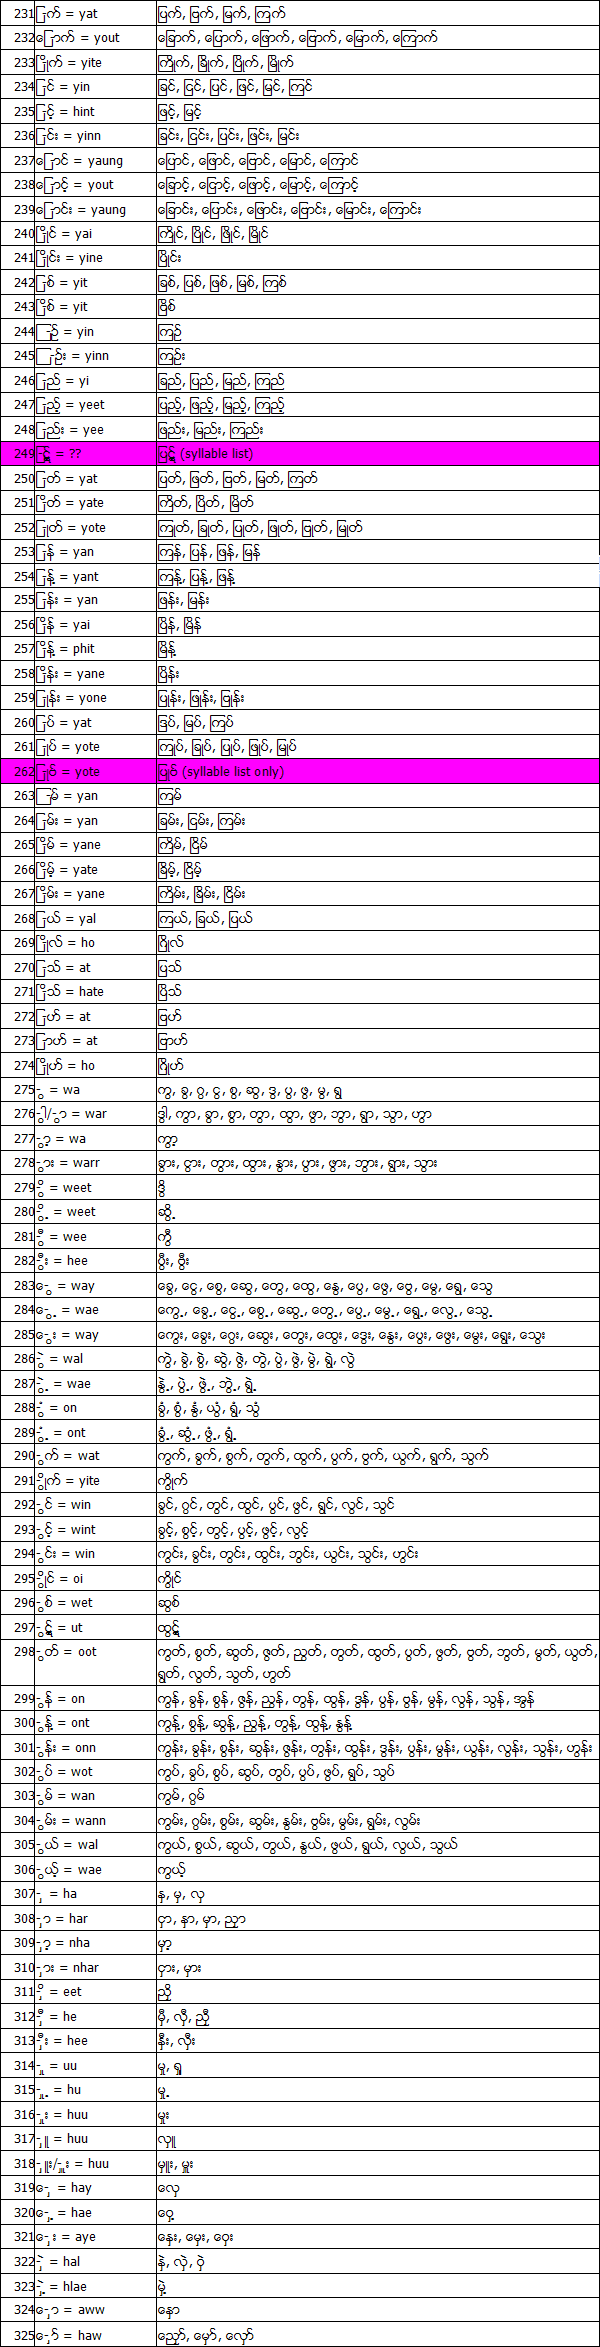 231 -ြက် = yat ပြက်, ဗြက်, မြက်, ကြက်
232 ြေ-ာက် = yout ခြောက်, ပြောက်, ဖြောက်, ဗြောက်, မြောက်, ကြောက်
233 -ြိုက် = yite ကြိုက်, ခြိုက်, ပြိုက်, မြိုက်
234 -ြင် = yin ခြင်, ငြင်, ပြင်, ဖြင်, မြင်, ကြင်
235 -ြင့် = hint ဖြင့်, မြင့်
236 -ြင်း = yinn ခြင်း, ငြင်း, ပြင်း, ဖြင်း, မြင်း
237 ြေ-ာင် = yaung ပြောင်, ဖြောင်, ဗြောင်, မြောင်, ကြောင်
238 ြေ-ာင့် = yout ခြောင့်, ငြောင့်, ဖြောင့်, မြောင့်, ကြောင့်
239 ြေ-ာင်း = yaung ခြောင်း, ပြောင်း, ဖြောင်း, ဗြောင်း, မြောင်း, ကြောင်း
240 -ြိုင် = yai ကြိုင်, ပြိုင်, ဖြိုင်, မြိုင်
241 -ြိုင်း = yine ပြိုင်း
242 -ြစ် = yit ခြစ်, ပြစ်, ဖြစ်, မြစ်, ကြစ်
243 -ြိစ် = yit ငြိစ်
244 -ြဉ် = yin ကြဉ်
245 -ြဉ်း = yinn ကြဉ်း
246 -ြည် = yi ခြည်, ပြည်, မြည်, ကြည်
247 -ြည့် = yeet ပြည့်, ဖြည့်, မြည့်, ကြည့်
248 -ြည်း = yee ဖြည်း, မြည်း, ကြည်း
249 -ြဋ္ဌ် = ?? ပြဋ္ဌ် (syllable list)
250 -ြတ် = yat ပြတ်, ဖြတ်, ဗြတ်, မြတ်, ကြတ်
251 -ြိတ် = yate ကြိတ်, ပြိတ်, မြိတ်
252 -ြုတ် = yote ကြုတ်, ခြုတ်, ပြုတ်, ဖြုတ်, ဗြုတ်, မြုတ်
253 -ြန် = yan ကြန်, ပြန်, ဖြန်, မြန်
254 -ြန့် = yant ကြန့်, ပြန့်, ဖြန့်
255 -ြန်း = yan ဖြန်း, မြန်း
256 -ြိန် = yai ပြိန်, မြိန်
257 -ြိန့် = phit မြိန့်
258 -ြိန်း = yane ပြိန်း
259 -ြုန်း = yone ပြုန်း, ဖြုန်း, ဗြုန်း
260 -ြပ် = yat ဒြပ်, မြပ်, ကြပ်
261 -ြုပ် = yote ကြုပ်, ခြုပ်, ပြုပ်, ဖြုပ်, မြုပ်
262 -ြုဗ် = yote ပြုဗ် (syllable list only)
263 -ြမ် = yan ကြမ်
264 -ြမ်း = yan ခြမ်း, ငြမ်း, ကြမ်း
265 -ြိမ် = yane ကြိမ်, ငြိမ်
266 -ြိမ့် = yate ခြိမ့်, ငြိမ့်
267 -ြိမ်း = yane ကြိမ်း, ခြိမ်း, ငြိမ်း
268 -ြယ် = yal ကြယ်, ခြယ်, ပြယ်
269 -ြိုလ် = ho ဂြိုလ်
270 -ြသ် = at ပြသ်
271 -ြိသ် = hate ပြိသ်
272 -ြဟ် = at ဗြဟ်
273 -ြာဟ် = at ဗြာဟ်
274 -ြိုဟ် = ho ဂြိုဟ်
275 -ွ = wa ကွ, ခွ, ဂွ, ငွ, စွ, ဆွ, ဒွ, ပွ, ဖွ, မွ, ရွ
276 -ွါ/-ွာ = war ဒွါ, ကွာ, ခွာ, စွာ, တွာ, ထွာ, ဖွာ, ဘွာ, ရွာ, သွာ, ဟွာ
277 -ွာ့ = wa ကွာ့
278 -ွား = warr ခွား, ငွား, တွား, ထွား, နွား, ပွား, ဖွား, ဘွား, ရွား, သွား
279 -ွိ = weet ဒွိ
280 -ွိ့ = weet ဆွိ့
281 -ွီ = wee ကွီ
282 -ွီး = hee ပွီး, ဗွီး
283 ေ-ွ = way ခွေ, ငွေ, စွေ, ဆွေ, တွေ, ထွေ, နွေ, ပွေ, ဖွေ, ဗွေ, မွေ, ရွေ, သွေ
284 ေ-ွ့ = wae ကွေ့, ခွေ့, ငွေ့, စွေ့, ဆွေ့, တွေ့, ပွေ့, မွေ့, ရွေ့, လွေ့, သွေ့
285 ေ-ွး = way ကွေး, ခွေး, ဂွေး, ဆွေး, တွေး, ထွေး, ဒွေး, နွေး, ပွေး, ဖွေး, မွေး, ရွေး, သွေး
286 -ွဲ = wal ကွဲ, ခွဲ, စွဲ, ဆွဲ, ဇွဲ, တွဲ, ပွဲ, ဖွဲ, မွဲ, ရွဲ, လွဲ
287 -ွဲ့ = wae နွဲ့, ပွဲ့, ဖွဲ့, ဘွဲ့, ရွဲ့
288 -ွံ = on ခွံ, စွံ, နွံ, ယွံ, ရွံ, သွံ
289 -ွံ့ = ont ခွံ့, ဆွံ့, ဖွံ့, ရွံ့
290 -ွက် = wat ကွက်, ခွက်, စွက်, တွက်, ထွက်, ပွက်, ဗွက်, ယွက်, ရွက်, သွက်
291 -ွိုက် = yite ကွိုက်
292 -ွင် = win ခွင်, ဂွင်, တွင်, ထွင်, ပွင်, ဖွင်, ရွင်, လွင်, သွင်
293 -ွင့် = wint ခွင့်, စွင့်, တွင့်, ပွင့်, ဖွင့်, လွင့်
294 -ွင်း = win ကွင်း, ခွင်း, တွင်း, ထွင်း, ဘွင်း, ယွင်း, သွင်း, ဟွင်း
295 -ွိုင် = oi ကွိုင်
296 -ွစ် = wet ဆွစ်
297 -ွဋ္ဌ် = ut ထွဋ္ဌ်
298 -ွတ် = oot ကွတ်, စွတ်, ဆွတ်, ဇွတ်, ညွတ်, တွတ်, ထွတ်, ပွတ်, ဖွတ်, ဗွတ်, ဘွတ်, မွတ်, ယွတ်,
ရွတ်, လွတ်, သွတ်, ဟွတ်
299 -ွန် = on ကွန်, ခွန်, စွန်, ဇွန်, ညွန်, တွန်, ထွန်, ဒွန်, ပွန်, ဗွန်, မွန်, လွန်, သွန်, အွန်
300 -ွန့် = ont ကွန့်, စွန့်, ဆွန့်, ညွန့်, တွန့်, ထွန့်, နွန့်
301 -ွန်း = onn ကွန်း, ခွန်း, စွန်း, ဆွန်း, ဇွန်း, တွန်း, ထွန်း, ဒွန်း, ပွန်း, မွန်း, ယွန်း, လွန်း, သွန်း, ဟွန်း
302 -ွပ် = wot ကွပ်, ခွပ်, စွပ်, ဆွပ်, တွပ်, ပွပ်, ဖွပ်, ရွပ်, သွပ်
303 -ွမ် = wan ကွမ်, ဂွမ်
304 -ွမ်း = wann ကွမ်း, ဂွမ်း, စွမ်း, ဆွမ်း, နွမ်း, ဗွမ်း, မွမ်း, ရွမ်း, လွမ်း
305 -ွယ် = wal ကွယ်, စွယ်, ဆွယ်, တွယ်, နွယ်, ဖွယ်, ရွယ်, လွယ်, သွယ်
306 -ွယ့် = wae ကွယ့်
307 -ှ = ha နှ, မှ, လှ
308 -ှာ = har ငှာ, နှာ, မှာ, ညှာ
309 -ှာ့ = nha မှာ့
310 -ှား = nhar ငှား, မှား
311 -ှိ = eet ညှိ
312 -ှီ = he မှီ, လှီ, ညှီ
313 -ှီး = hee နှီး, လှီး
314 -ှု = uu မှု, ရှု
315 -ှု့ = hu မှု့
316 -ှုး = huu မှုး
317 -ှူ = huu လှူ
318 -ှူး/-ှုး = huu မှူး, မှုး
319 ေ-ှ = hay လှေ
320 ေ-ှ့ = hae ဝှေ့
321 ေ-ှး = aye နှေး, မှေး, ဝှေး
322 -ှဲ = hal နှဲ, လှဲ, ဝှဲ
323 -ှဲ့ = hlae မှဲ့
324 ေ-ှာ = aww နှော
325 ေ-ှာ် = haw ညှော်, မှော်, လှော်